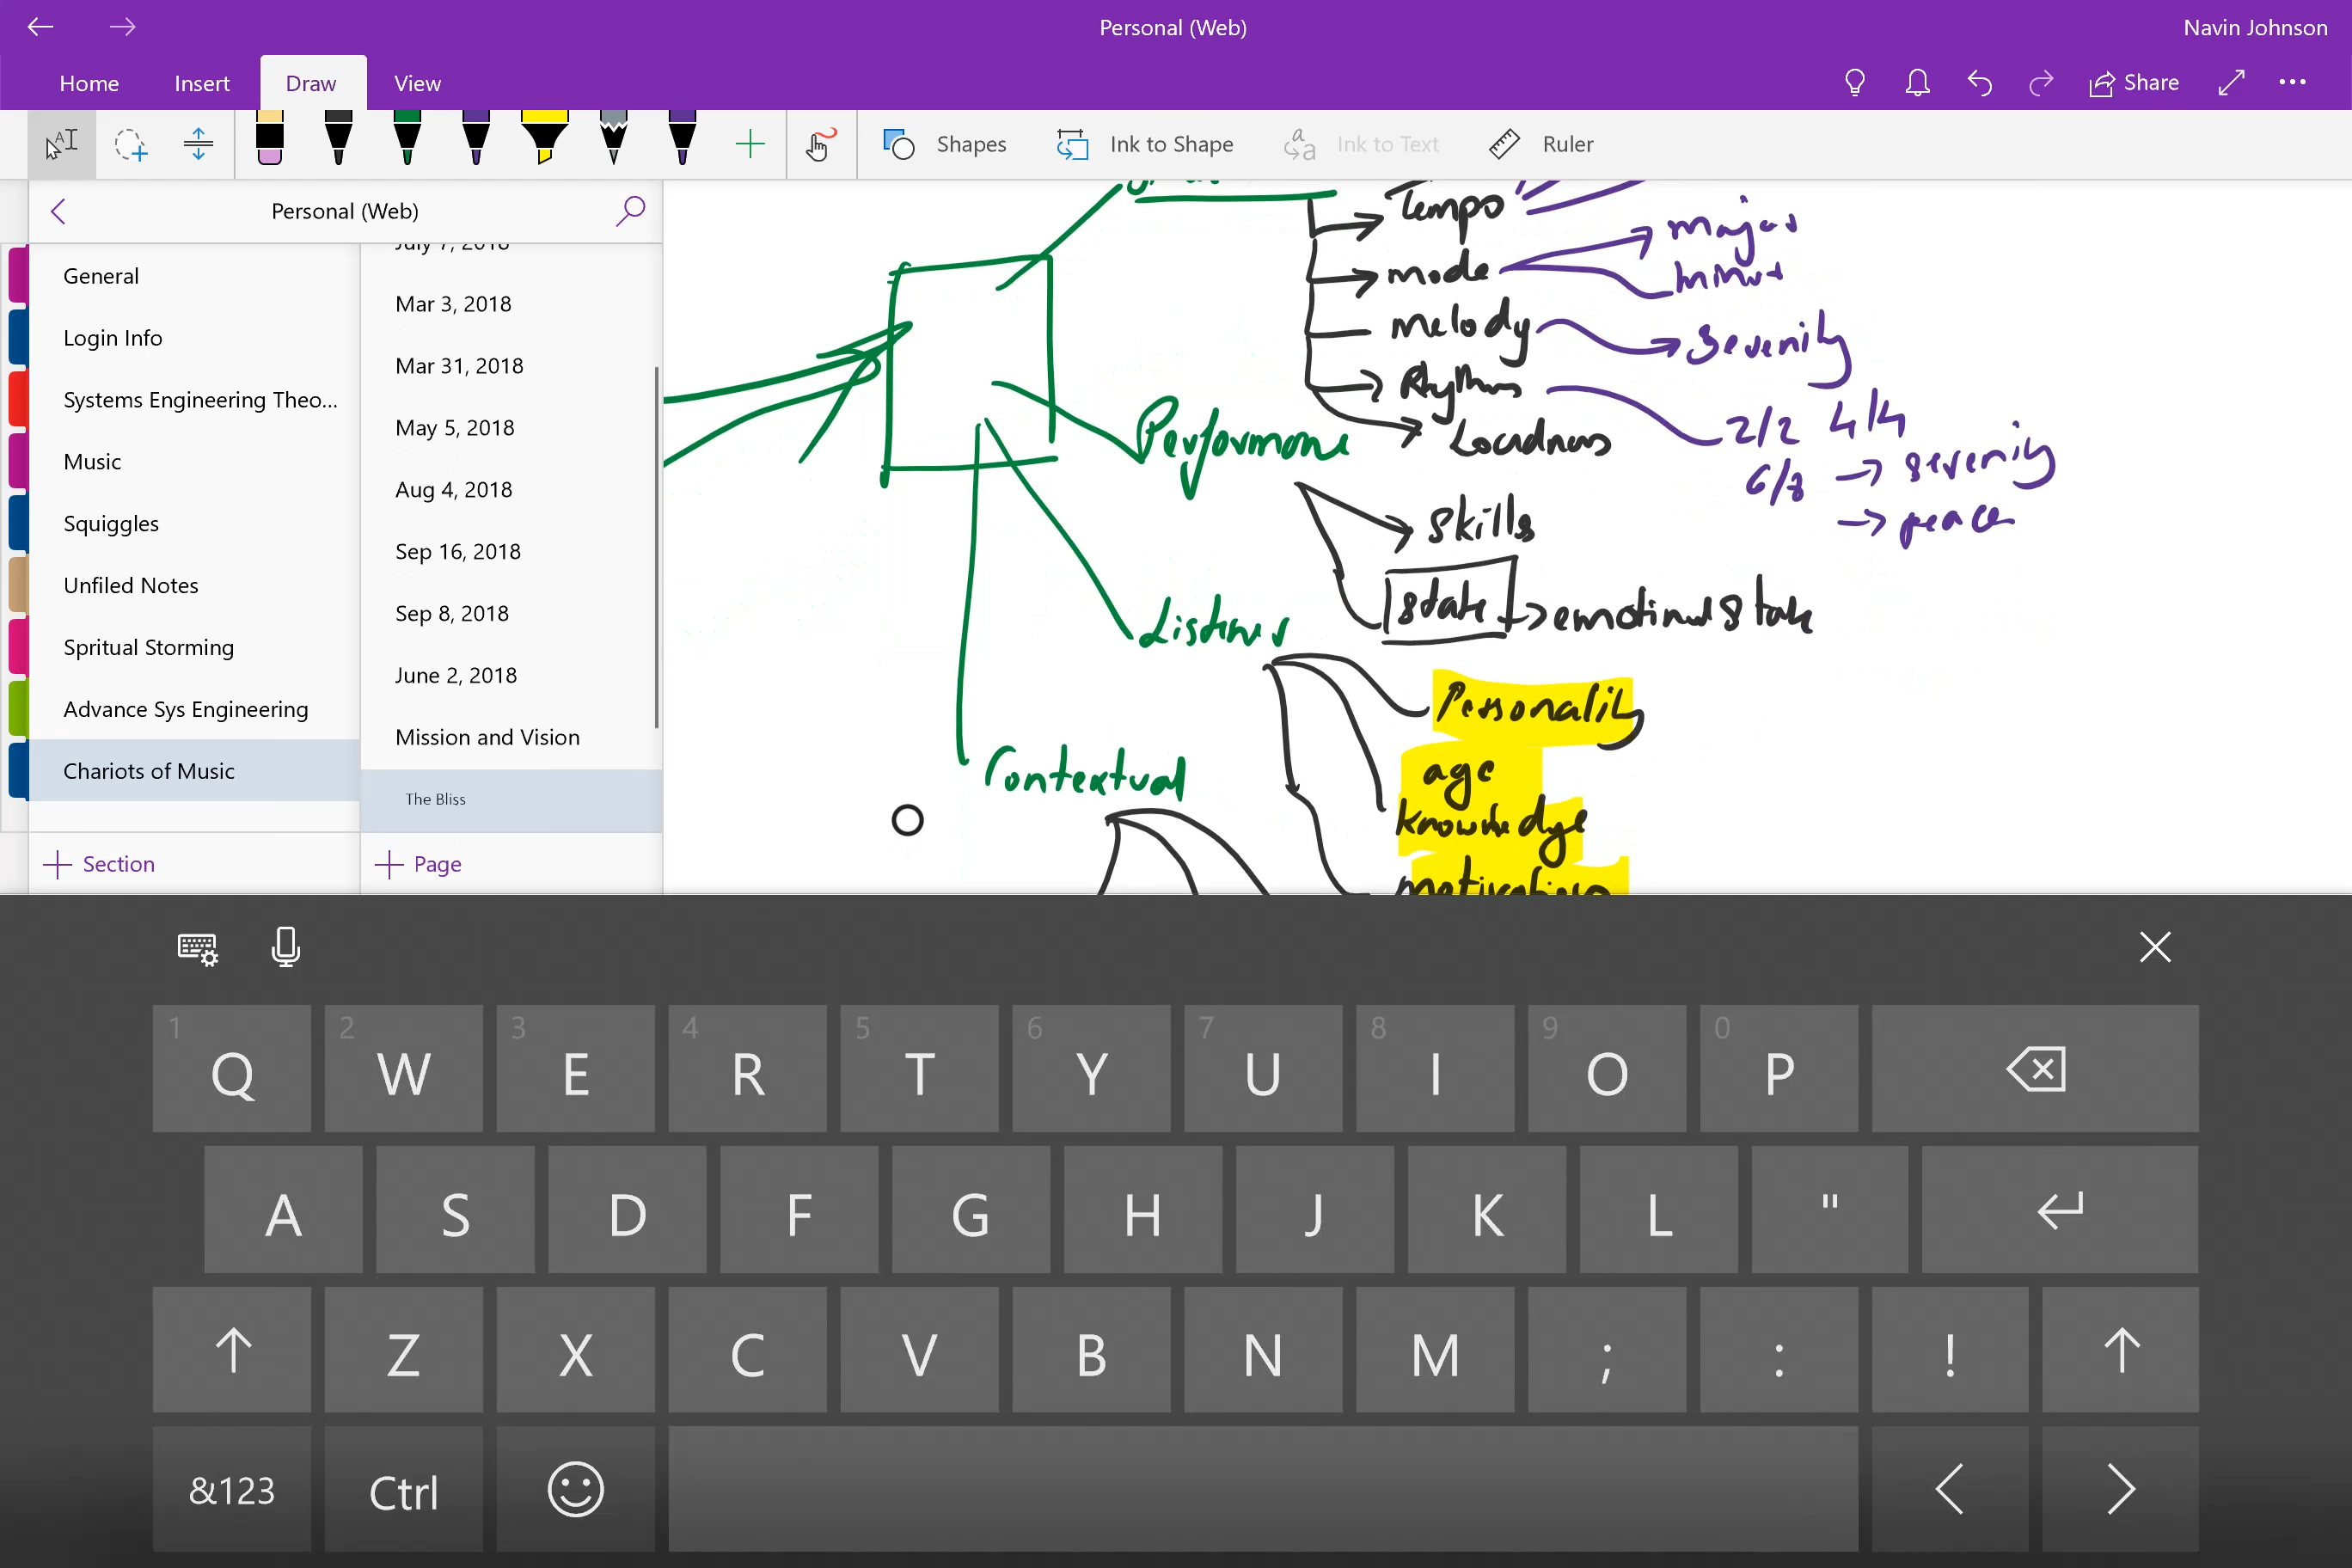 Personal (Web)
Navin Johnson
Home
Insert
Draw
View
Share
Shapes
Ink to Shape
Ink to Text
Ruler
Personal (Web)
General
Login Info
Systems Engineering Theo...
Music
Squiggles
Unfiled Notes
Spritual Storming
Advance Sys Engineering
Chariots of Music
Section
July 7, 2018
Mar 3, 2018
Mar 31, 2018
May 5, 2018
Aug 4, 2018
Sep 16, 2018
Sep 8, 2018
June 2, 2018
Mission and Vision
The Bliss
Page
Tempo
mode
major
minor
melody
serenity
Rhythms
Loudness
2/2 4/4
6/8 → serenity
→ peace
Performance
skills
state → emotional state
Listener
Personality
age
knowledge
motivations
Contextual
1 2 3 4 5 6 7 8 9 0
Q W E R T Y U I O P
A S D F G H J K L "
Z X C V B N M ; : !
&123 Ctrl